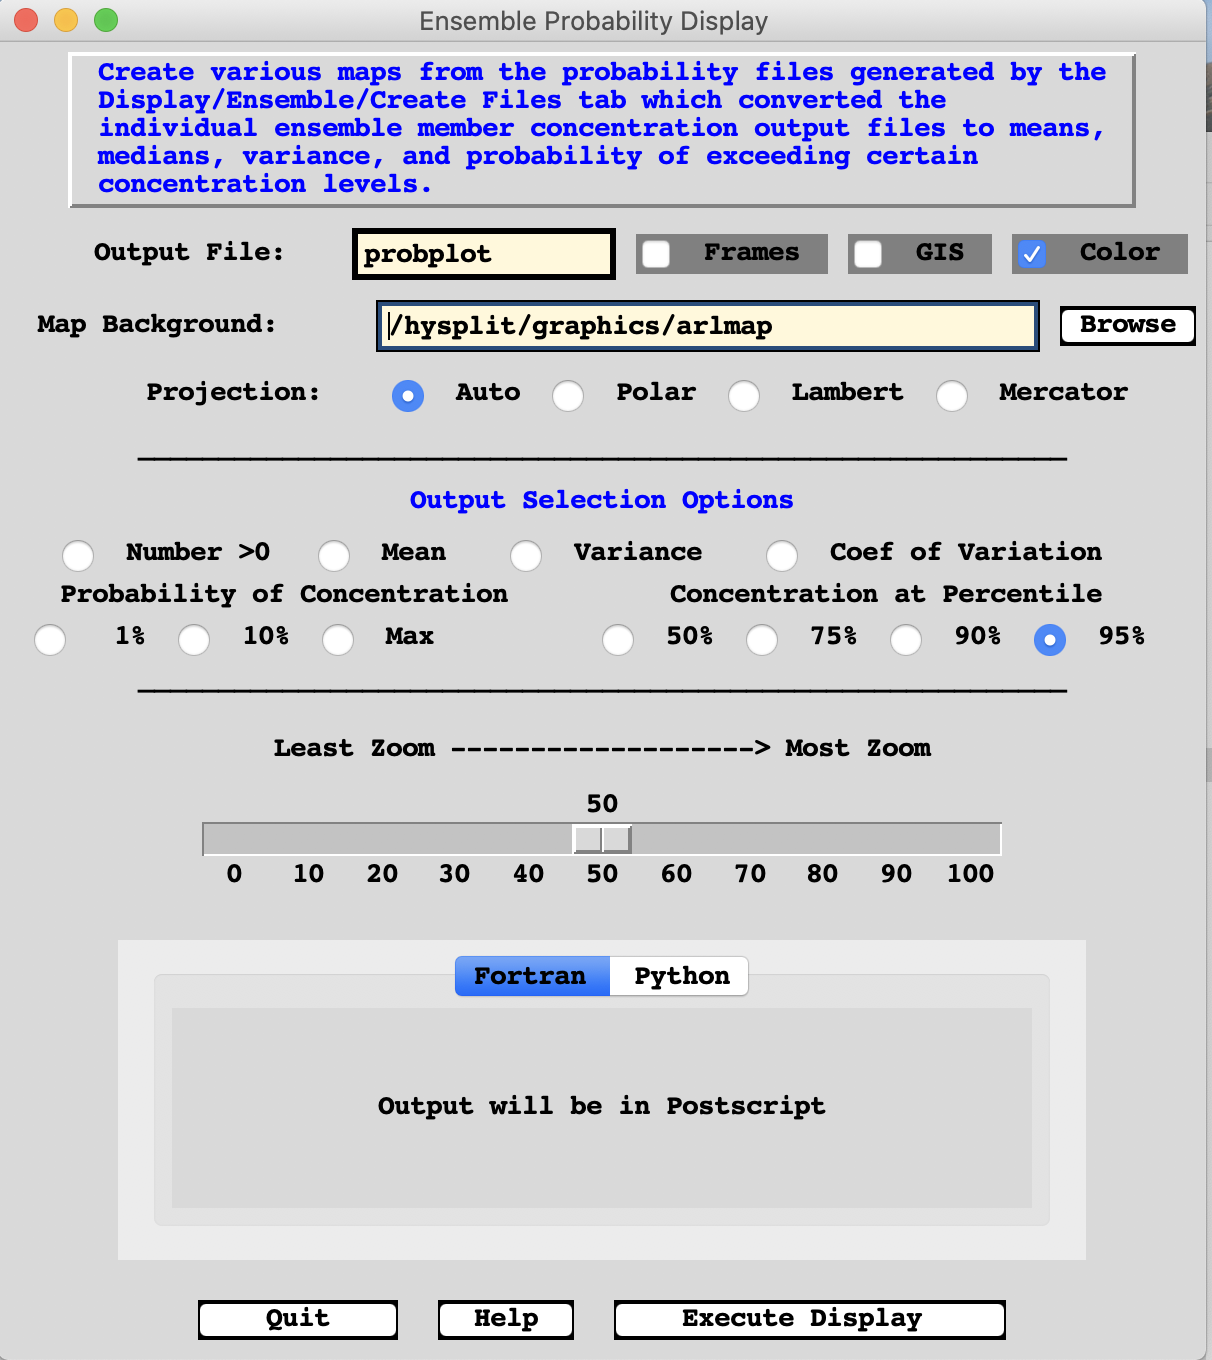 Ensemble Probability Display
Create various maps from the probability files generated by the
Display/Ensemble/Create Files tab which converted the
individual ensemble member concentration output files to means,
medians, variance, and probability of exceeding certain
concentration levels.
Output File: probplot Frames GIS Color
Map Background: /hysplit/graphics/arlmap Browse
Projection: Auto Polar Lambert Mercator
Output Selection Options
Number >0 Mean Variance Coef of Variation
Probability of Concentration Concentration at Percentile
1% 10% Max 50% 75% 90% 95%
Least Zoom -------------------> Most Zoom
50
0 10 20 30 40 50 60 70 80 90 100
Fortran Python
Output will be in Postscript
Quit Help Execute Display